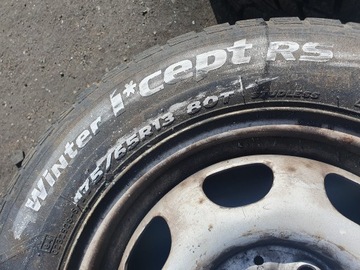 Winter i*cept RS
175/65R13 80T TUBELESS